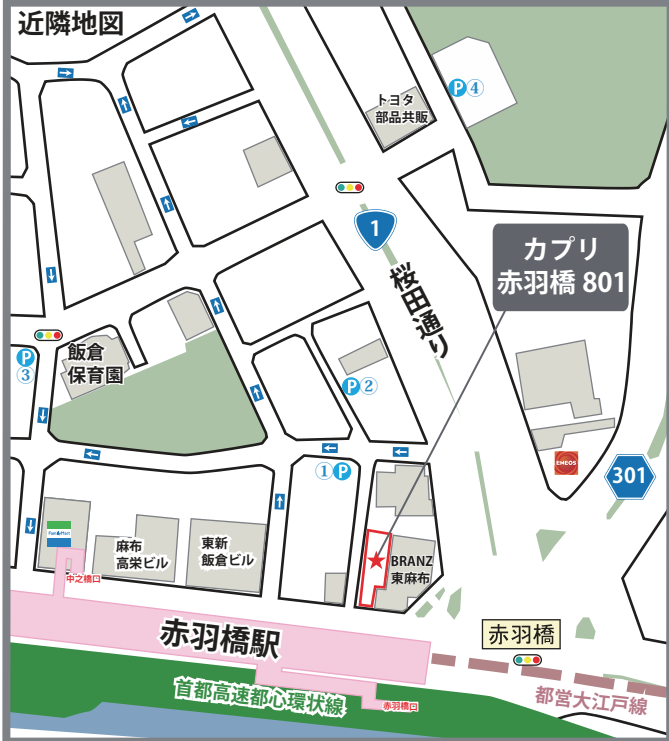 近隣地図
トヨタ
部品共販
P④
1
カプリ
赤羽橋 801
桜田通り
飯倉
保育園
P
③
P②
①P
ENEOS
301
FamilyMart
麻布
高栄ビル
東新
飯倉ビル
BRANZ
東麻布
中之橋口
赤羽橋駅
赤羽橋
首都高速都心環状線
赤羽橋口
都営大江戸線